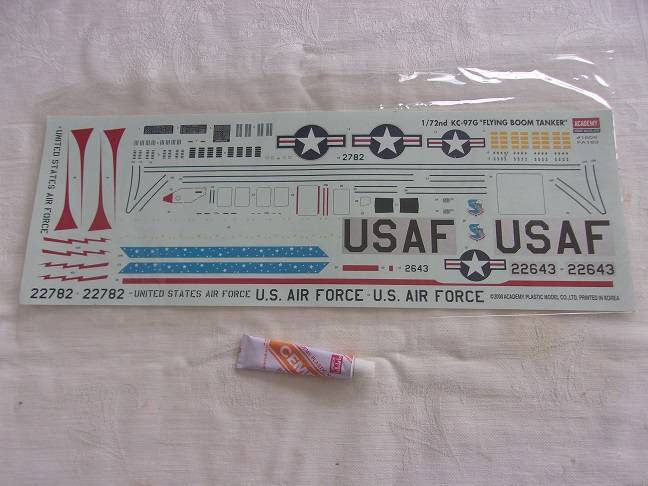 1/72nd KC-97G "FLYING BOOM TANKER"
ACADEMY
UNITED STATES AIR FORCE
2782
USAF
USAF
2643
22643-22643
22782-22782
UNITED STATES AIR FORCE
U.S. AIR FORCE-U.S. AIR FORCE
©2000 ACADEMY PLASTIC MODEL CO.,LTD. PRINTED IN KOREA